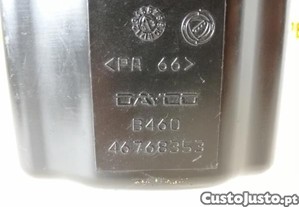 <PA 66>
DAYCO
B460
46768353
CustoJusto.pt